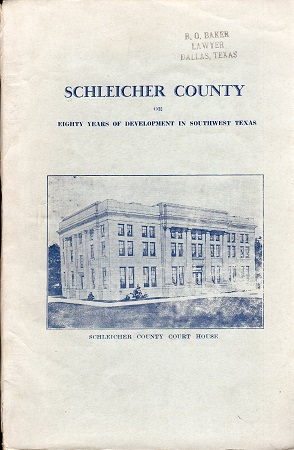 R. G. BAKER
LAWYER
DALLAS, TEXAS
SCHLEICHER COUNTY
OR
EIGHTY YEARS OF DEVELOPMENT IN SOUTHWEST TEXAS
SCHLEICHER COUNTY COURT HOUSE